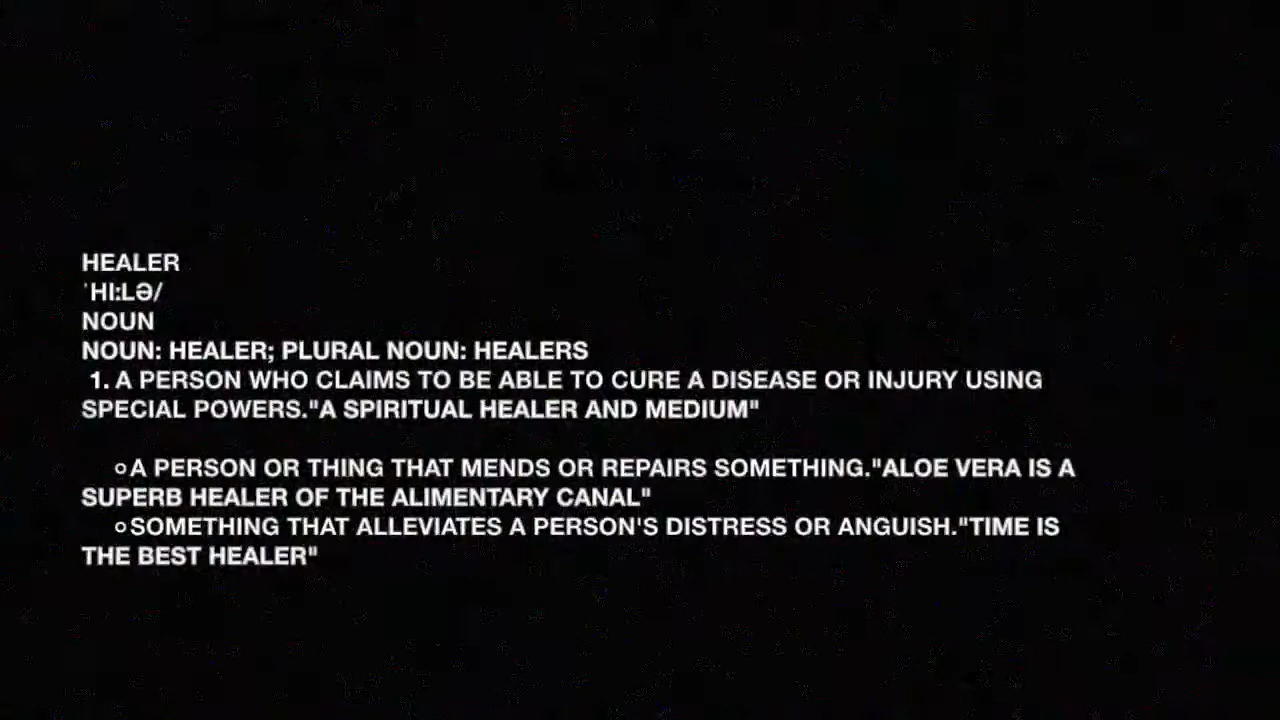 HEALER
ˈHI:LƏ/
NOUN
NOUN: HEALER; PLURAL NOUN: HEALERS
1. A PERSON WHO CLAIMS TO BE ABLE TO CURE A DISEASE OR INJURY USING
SPECIAL POWERS."A SPIRITUAL HEALER AND MEDIUM"
○A PERSON OR THING THAT MENDS OR REPAIRS SOMETHING."ALOE VERA IS A
SUPERB HEALER OF THE ALIMENTARY CANAL"
○SOMETHING THAT ALLEVIATES A PERSON'S DISTRESS OR ANGUISH."TIME IS
THE BEST HEALER"